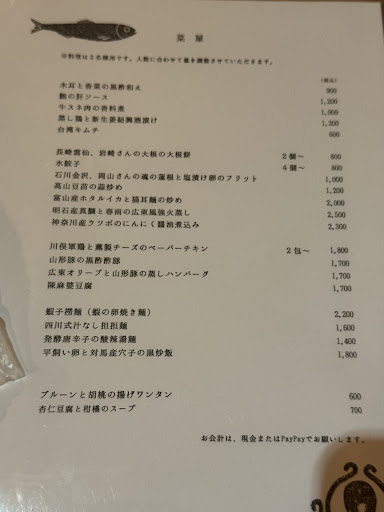 菜單
※料理は2名様用です。人数に合わせて量を調整させていただきます。
(税込)
木耳と香菜の黒酢和え 900
鮑の肝ソース 1,200
牛スネ肉の香料煮 1,000
蒸し鶏と新生姜紹興酒漬け 1,200
台湾キムチ 600
長崎雲仙、岩崎さんの大根の大根餅 2個〜 800
水餃子 4個〜 800
石川金沢、岡山さんの魂の蓮根と塩漬け卵のフリット 1,000
高山豆苗の蒜炒め 1,200
富山産ホタルイカと猫耳麺の炒め 2,000
明石産真鯛と春雨の広東風強火蒸し 2,500
神奈川産ウツボのにんにく醤油煮込み 2,300
川俣軍鶏と薫製チーズのペーパーチキン 2包〜 1,800
山形豚の黒酢酢豚 1,700
広東オリーブと山形豚の蒸しハンバーグ 1,700
陳麻婆豆腐 1,700
蝦子撈麺（蝦の卵焼き麺） 2,200
四川式汁なし担担麺 1,600
発酵唐辛子の酸辣湯麺 1,400
平飼い卵と対馬産穴子の黒炒飯 1,800
プルーンと胡桃の揚げワンタン 600
杏仁豆腐と柑橘のスープ 700
お会計は、現金またはPayPayでお願いします。